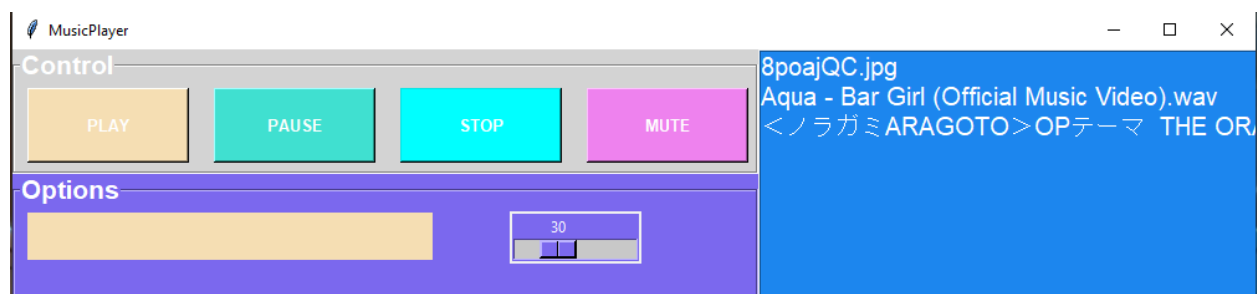 MusicPlayer
Control
PLAY PAUSE STOP MUTE
Options
30
8poajQC.jpg
Aqua - Bar Girl (Official Music Video).wav
＜ノラガミARAGOTO＞OPテーマ THE OR